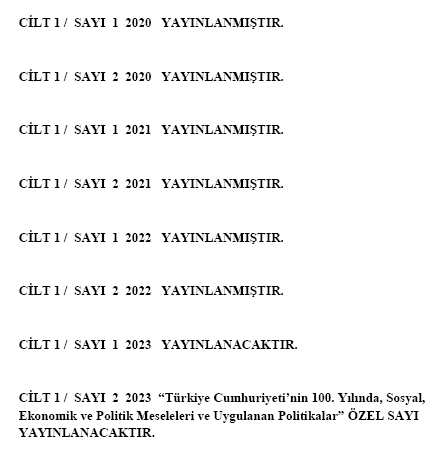 CİLT 1 / SAYI 1 2020 YAYINLANMIŞTIR.
CİLT 1 / SAYI 2 2020 YAYINLANMIŞTIR.
CİLT 1 / SAYI 1 2021 YAYINLANMIŞTIR.
CİLT 1 / SAYI 2 2021 YAYINLANMIŞTIR.
CİLT 1 / SAYI 1 2022 YAYINLANMIŞTIR.
CİLT 1 / SAYI 2 2022 YAYINLANMIŞTIR.
CİLT 1 / SAYI 1 2023 YAYINLANACAKTIR.
CİLT 1 / SAYI 2 2023 “Türkiye Cumhuriyeti’nin 100. Yılında, Sosyal,
Ekonomik ve Politik Meseleleri ve Uygulanan Politikalar” ÖZEL SAYI
YAYINLANACAKTIR.